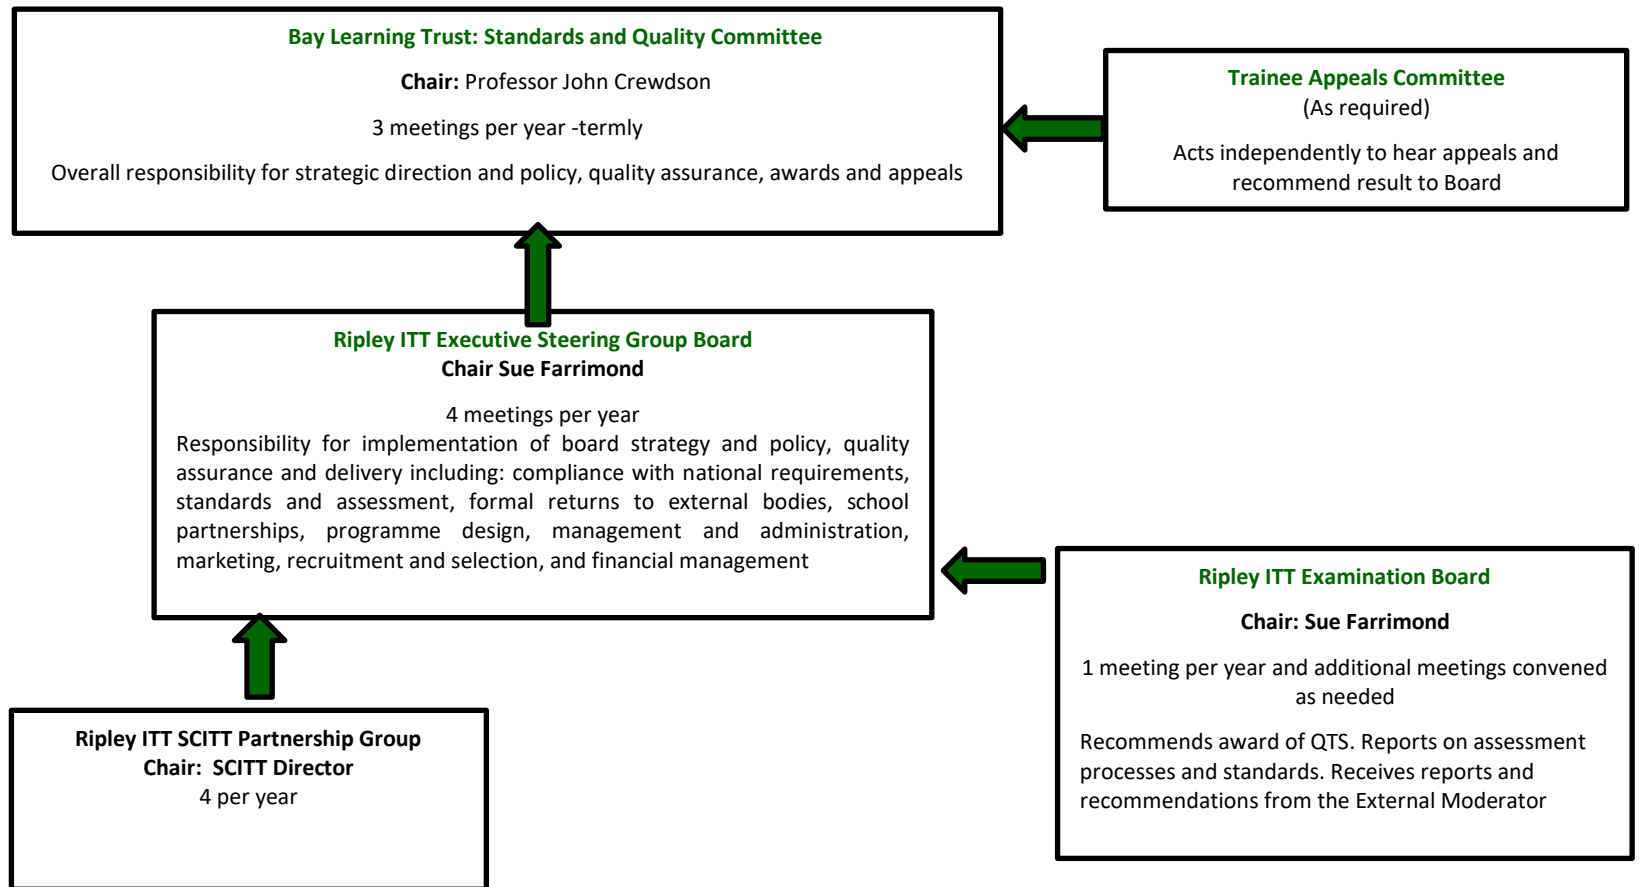 Bay Learning Trust: Standards and Quality Committee
Chair: Professor John Crewdson
3 meetings per year -termly
Overall responsibility for strategic direction and policy, quality assurance, awards and appeals
Trainee Appeals Committee
(As required)
Acts independently to hear appeals and
recommend result to Board
Ripley ITT Executive Steering Group Board
Chair Sue Farrimond
4 meetings per year
Responsibility for implementation of board strategy and policy, quality
assurance and delivery including: compliance with national requirements,
standards and assessment, formal returns to external bodies, school
partnerships, programme design, management and administration,
marketing, recruitment and selection, and financial management
Ripley ITT Examination Board
Chair: Sue Farrimond
1 meeting per year and additional meetings convened
as needed
Recommends award of QTS. Reports on assessment
processes and standards. Receives reports and
recommendations from the External Moderator
Ripley ITT SCITT Partnership Group
Chair: SCITT Director
4 per year